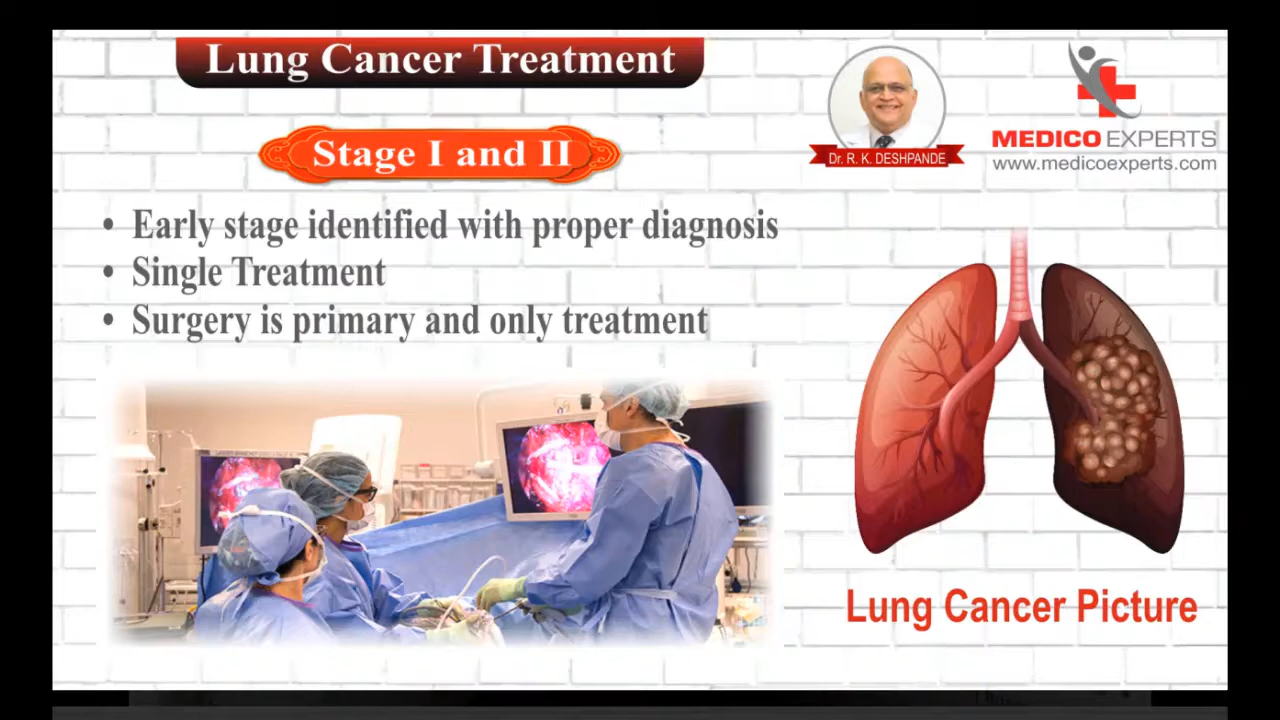 Lung Cancer Treatment
Stage I and II
Dr. R. K. DESHPANDE
MEDICO EXPERTS
www.medicoexperts.com
• Early stage identified with proper diagnosis
• Single Treatment
• Surgery is primary and only treatment
Lung Cancer Picture